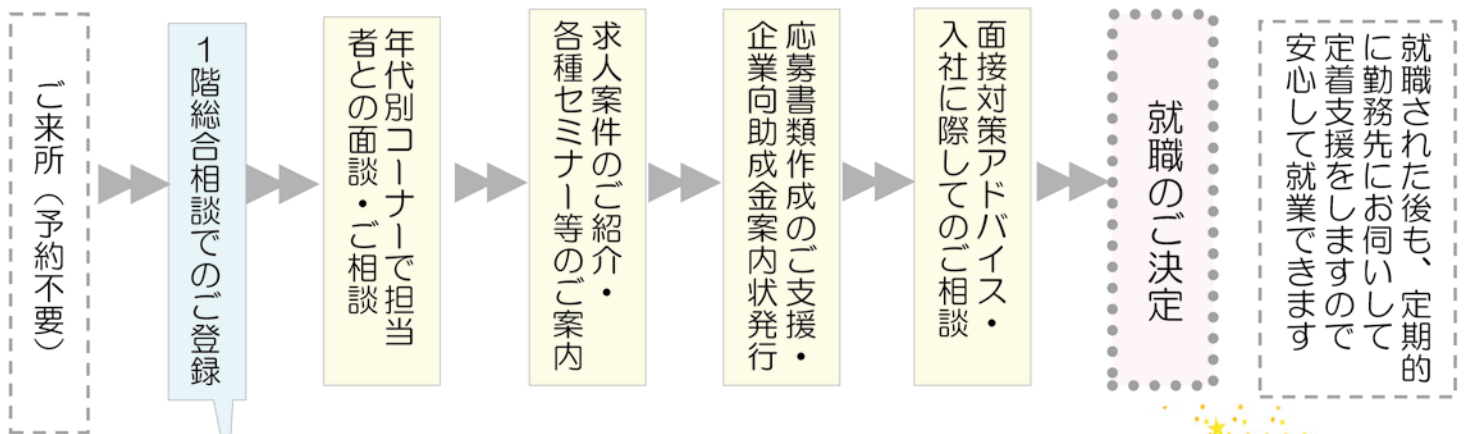 ご来所（予約不要）
１階総合相談でのご登録
年代別コーナーで担当
者との面談・ご相談
求人案件のご紹介・
各種セミナー等のご案内
応募書類作成のご支援・
企業向助成金案内状発行
面接対策アドバイス・
入社に際してのご相談
就職のご決定
就職された後も、定期的
に勤務先にお伺いして
定着支援をしますので
安心して就業できます